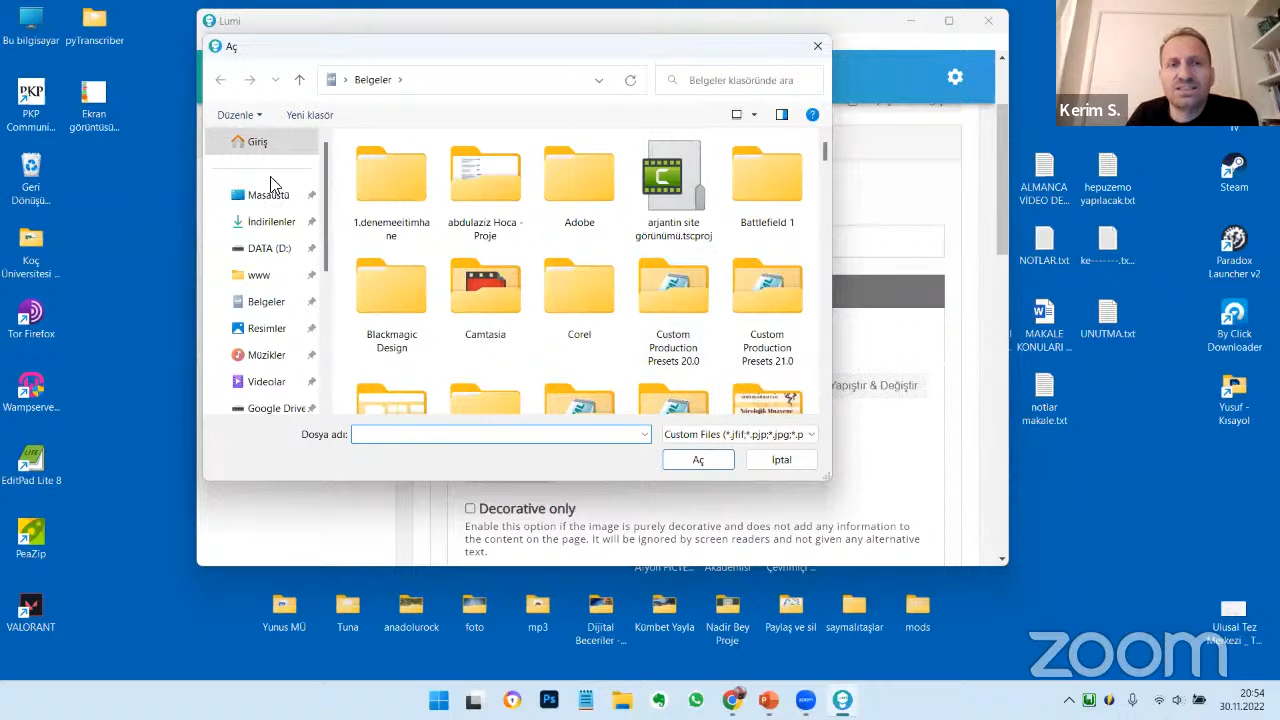 Bu bilgisayar
pyTranscriber
PKP
Communi...
Ekran
görüntüsü...
Geri
Dönüşü...
Koç
Üniversitesi ...
Tor Firefox
Wampserve...
EditPad Lite 8
PeaZip
VALORANT
Lumi
Aç
Belgeler
Belgeler klasöründe ara
Düzenle
Yeni klasör
Giriş
Masaüstü
İndirilenler
DATA (D:)
www
Belgeler
Resimler
Müzikler
Videolar
Google Drive
1.denemeeitimha
ne
abdulaziz Hoca -
Proje
Adobe
arjantin site
görünümü.tscproj
Battlefield 1
Blackmagic
Design
Camtasia
Corel
Custom
Production
Presets 20.0
Custom
Production
Presets 21.0
Nörolojik Muayene
Dosya adı:
Custom Files (*.jfif;*.pjp;*.jpg;*.p
Aç
İptal
Yapıştır & Değiştir
Decorative only
Enable this option if the image is purely decorative and does not add any information to
the content on the page. It will be ignored by screen readers and not given any alternative
text.
Kerim S.
ALMANCA
VİDEO DE...
hepuzemo
yapılacak.txt
Steam
NOTLAR.txt
ke-------.tx...
Paradox
Launcher v2
MAKALE
KONULARI ...
UNUTMA.txt
By Click
Downloader
notlar
makale.txt
Yusuf -
Kısayol
Yunus MÜ
Tuna
anadolurock
foto
mp3
Dijital
Beceriler -...
Kümbet Yayla
Nadir Bey
Proje
Paylaş ve sil
saymalıtaşlar
mods
Ulusal Tez
Merkezi _ T...
zoom
Ps
zoom
20:54
30.11.2022